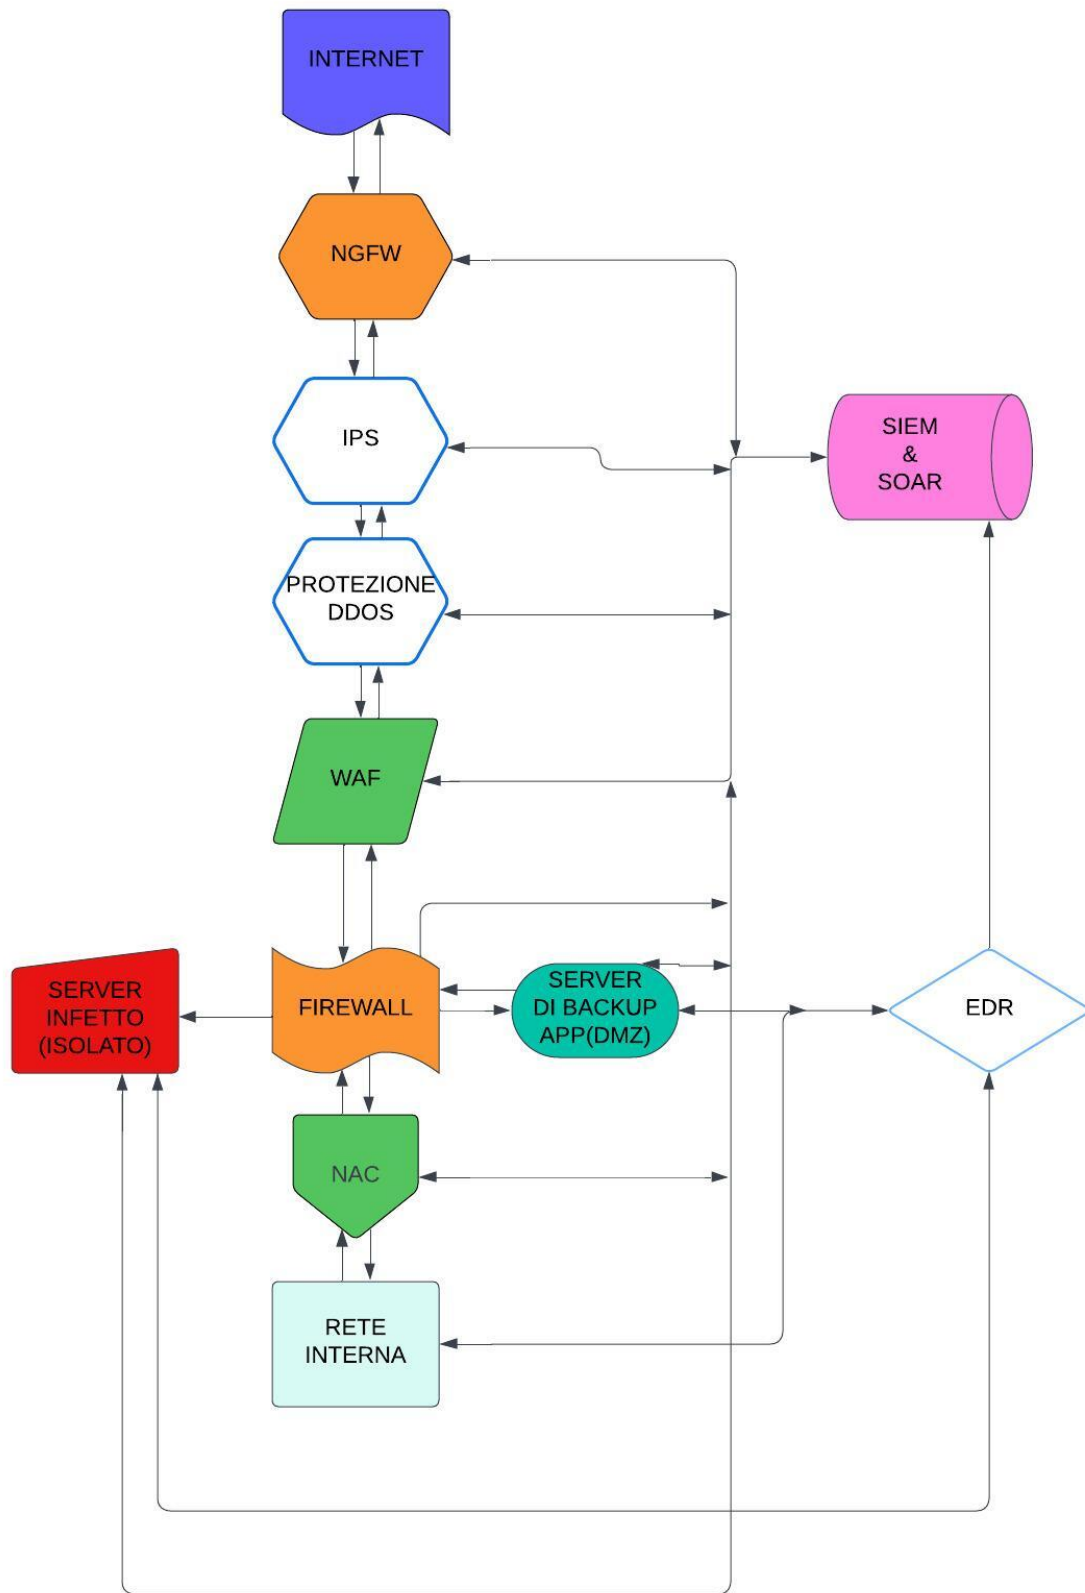 INTERNET
NGFW
IPS
SIEM
&
SOAR
PROTEZIONE
DDOS
WAF
SERVER
INFETTO
(ISOLATO)
FIREWALL
SERVER
DI BACKUP
APP(DMZ)
EDR
NAC
RETE
INTERNA